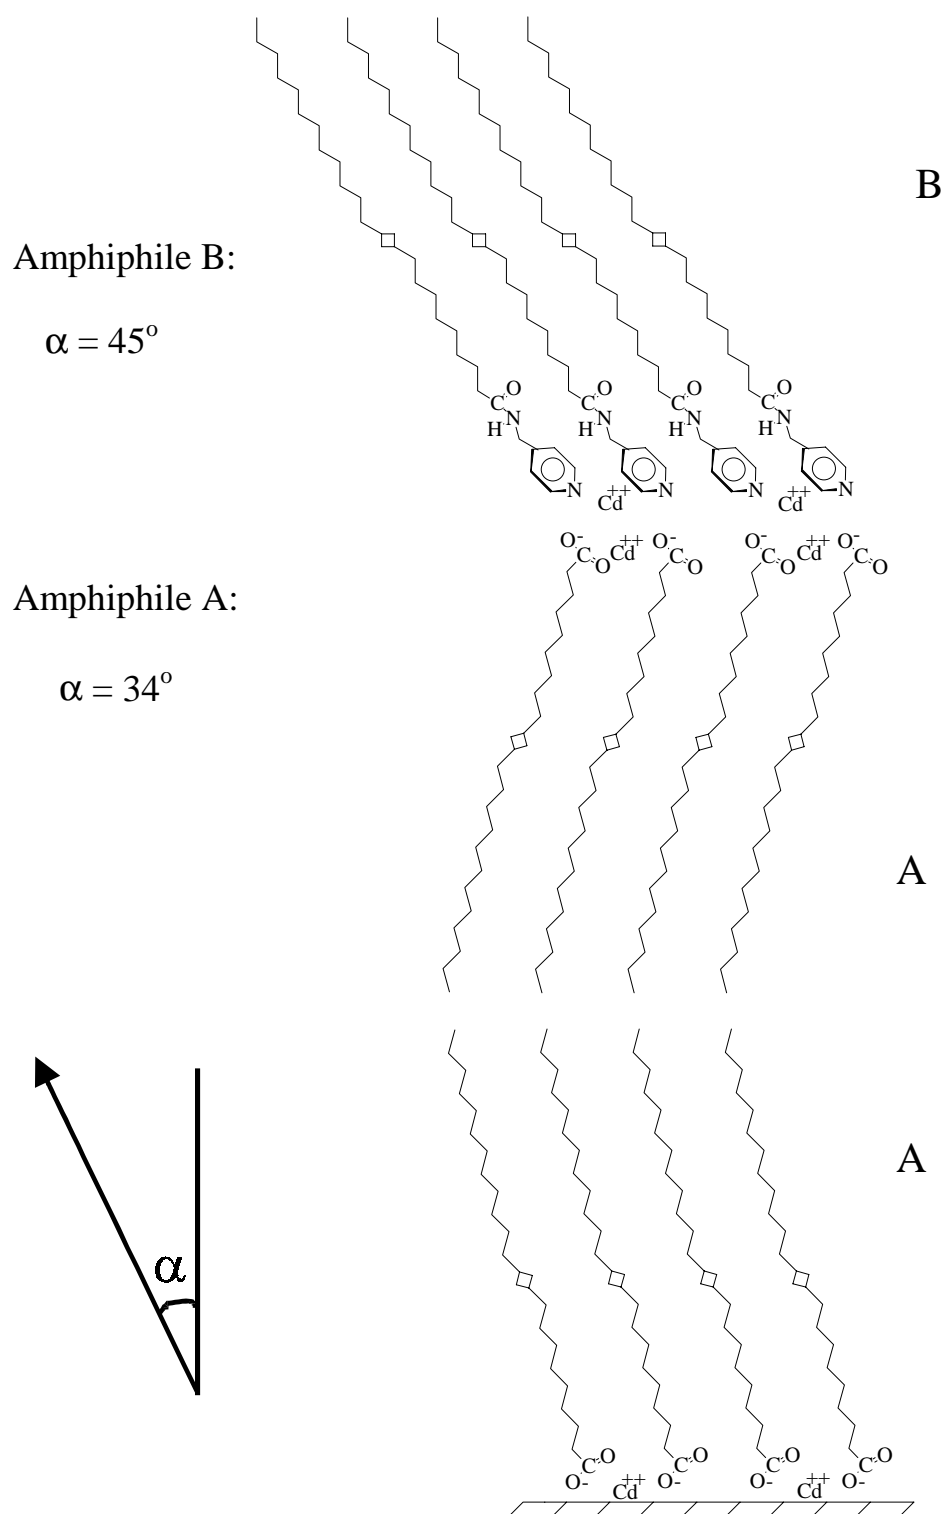 B
Amphiphile B:
α = 45°
O O O O
C C C C
N N N N
H H H H
N N N N
Cd++ Cd++
O- Cd++ O- O- Cd++ O-
C O C O C O C O
Amphiphile A:
α = 34°
A
A
α
C O C O C O C O
O- Cd++ O- O- Cd++ O-